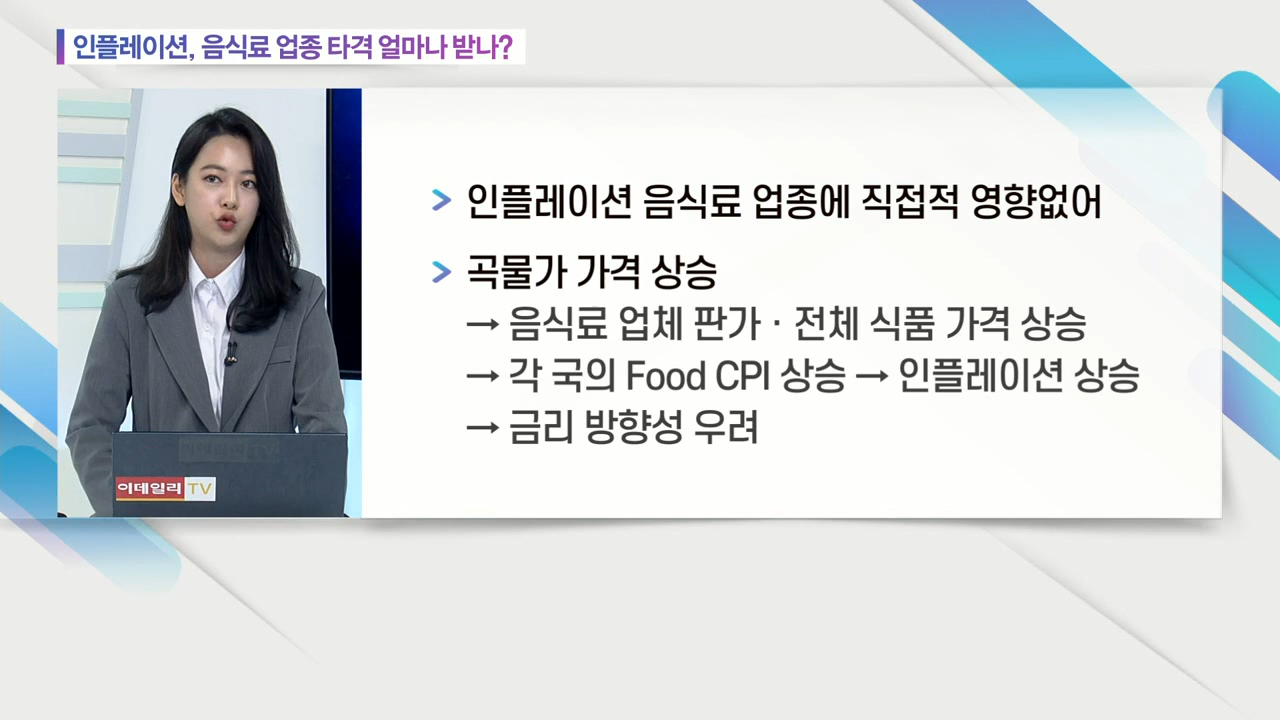 인플레이션, 음식료 업종 타격 얼마나 받나?
> 인플레이션 음식료 업종에 직접적 영향없어
> 곡물가 가격 상승
→ 음식료 업체 판가 · 전체 식품 가격 상승
→ 각 국의 Food CPI 상승 → 인플레이션 상승
→ 금리 방향성 우려
이데일리TV